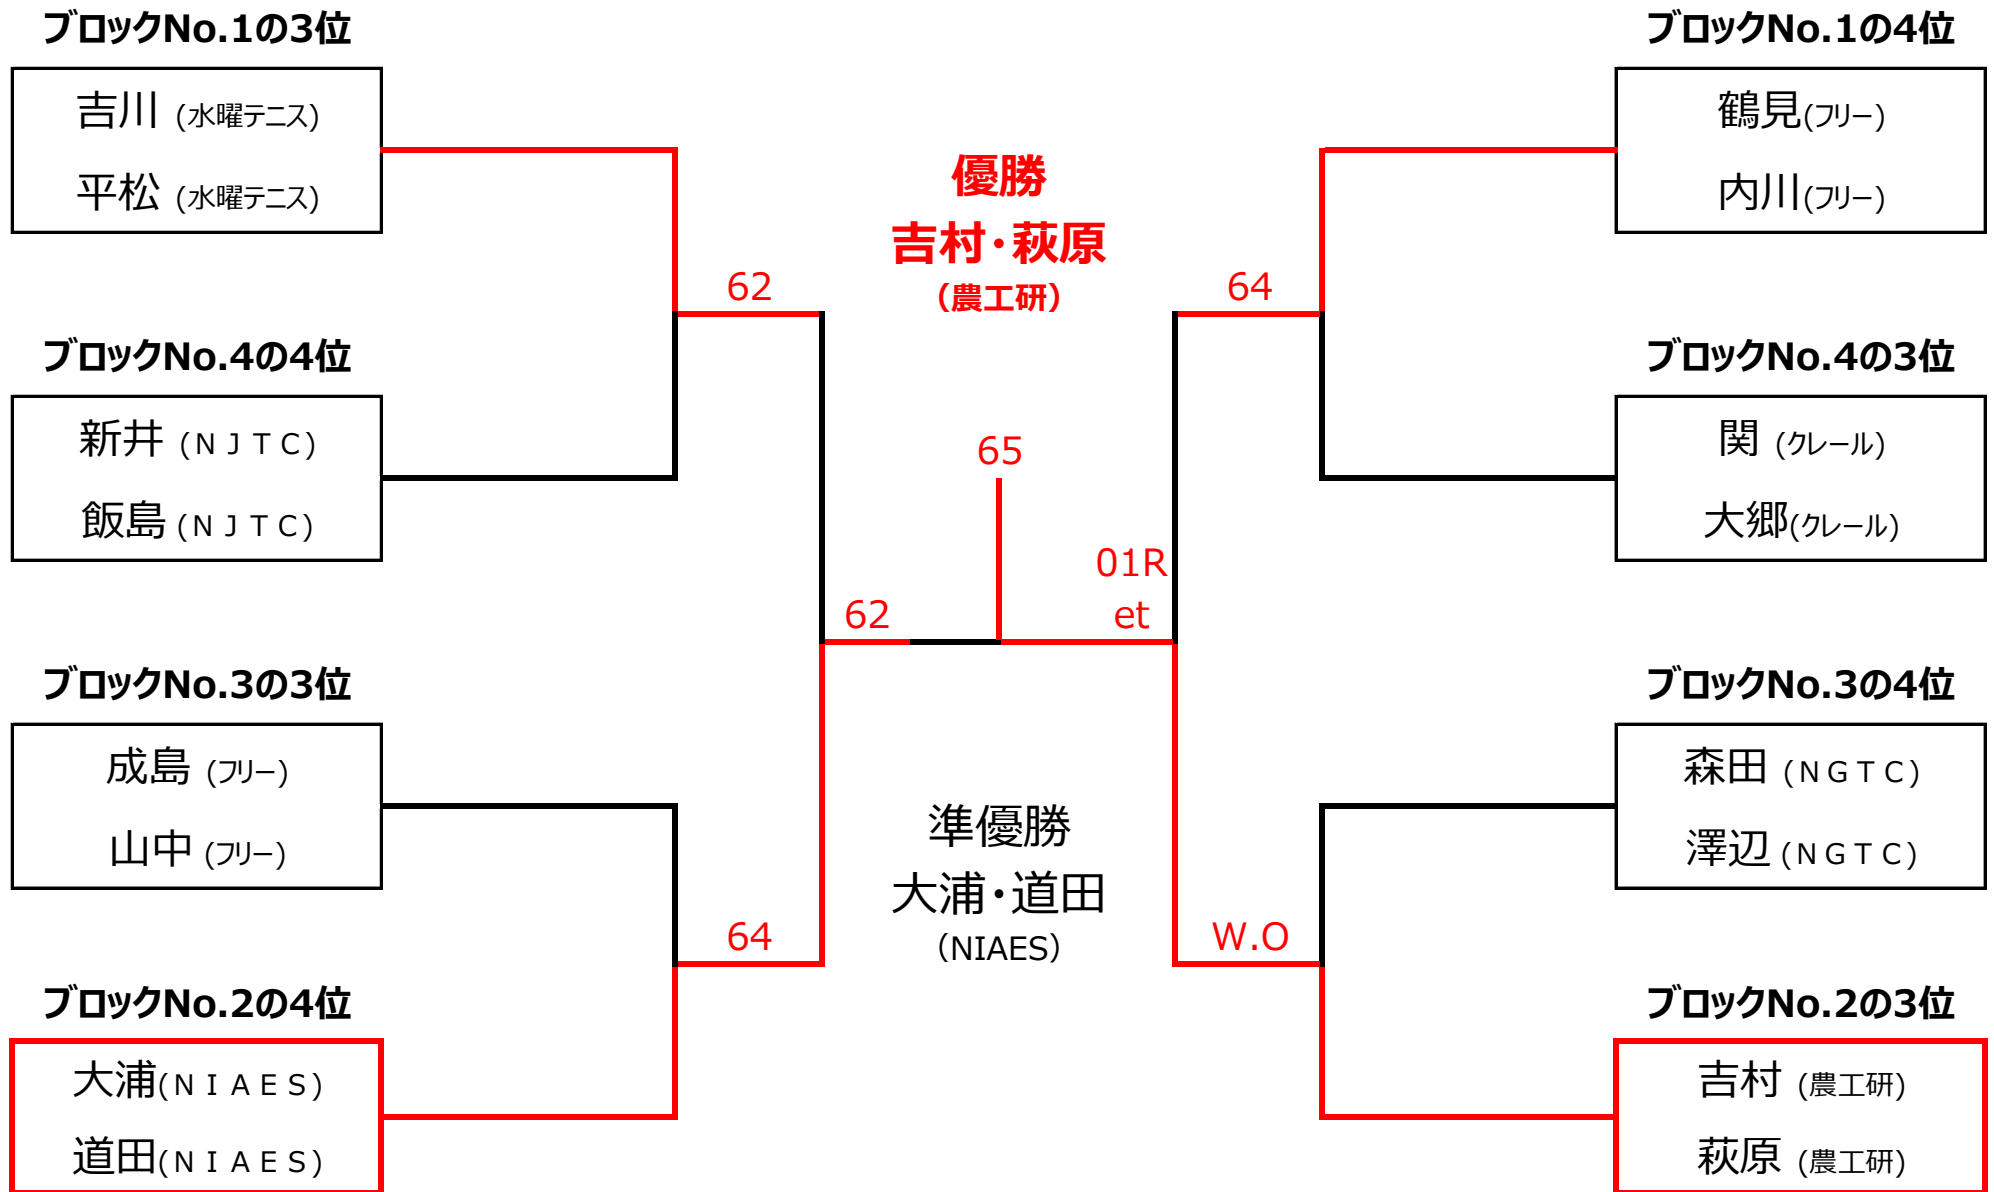 ブロックNo.1の3位
吉川 (水曜テニス)
平松 (水曜テニス)
ブロックNo.4の4位
新井 (ＮＪＴＣ)
飯島 (ＮＪＴＣ)
ブロックNo.3の3位
成島 (フリー)
山中 (フリー)
ブロックNo.2の4位
大浦(ＮＩＡＥＳ)
道田(ＮＩＡＥＳ)
62
64
62
優勝
吉村・萩原
（農工研）
65
準優勝
大浦・道田
（NIAES）
01R
et
64
W.O
ブロックNo.1の4位
鶴見(フリー)
内川(フリー)
ブロックNo.4の3位
関 (クレール)
大郷(クレール)
ブロックNo.3の4位
森田 (ＮＧＴＣ)
澤辺 (ＮＧＴＣ)
ブロックNo.2の3位
吉村 (農工研)
萩原 (農工研)